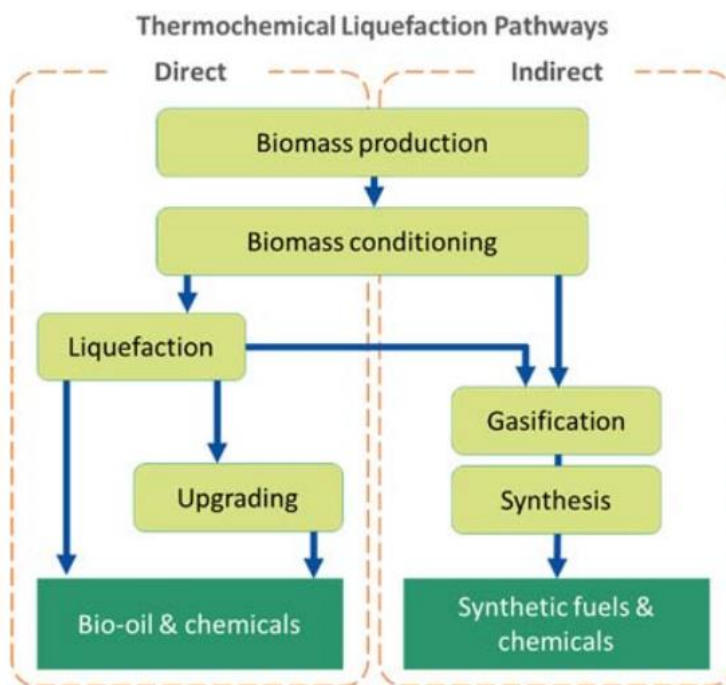 Thermochemical Liquefaction Pathways
Direct
Indirect
Biomass production
Biomass conditioning
Liquefaction
Gasification
Upgrading
Synthesis
Bio-oil & chemicals
Synthetic fuels &
chemicals